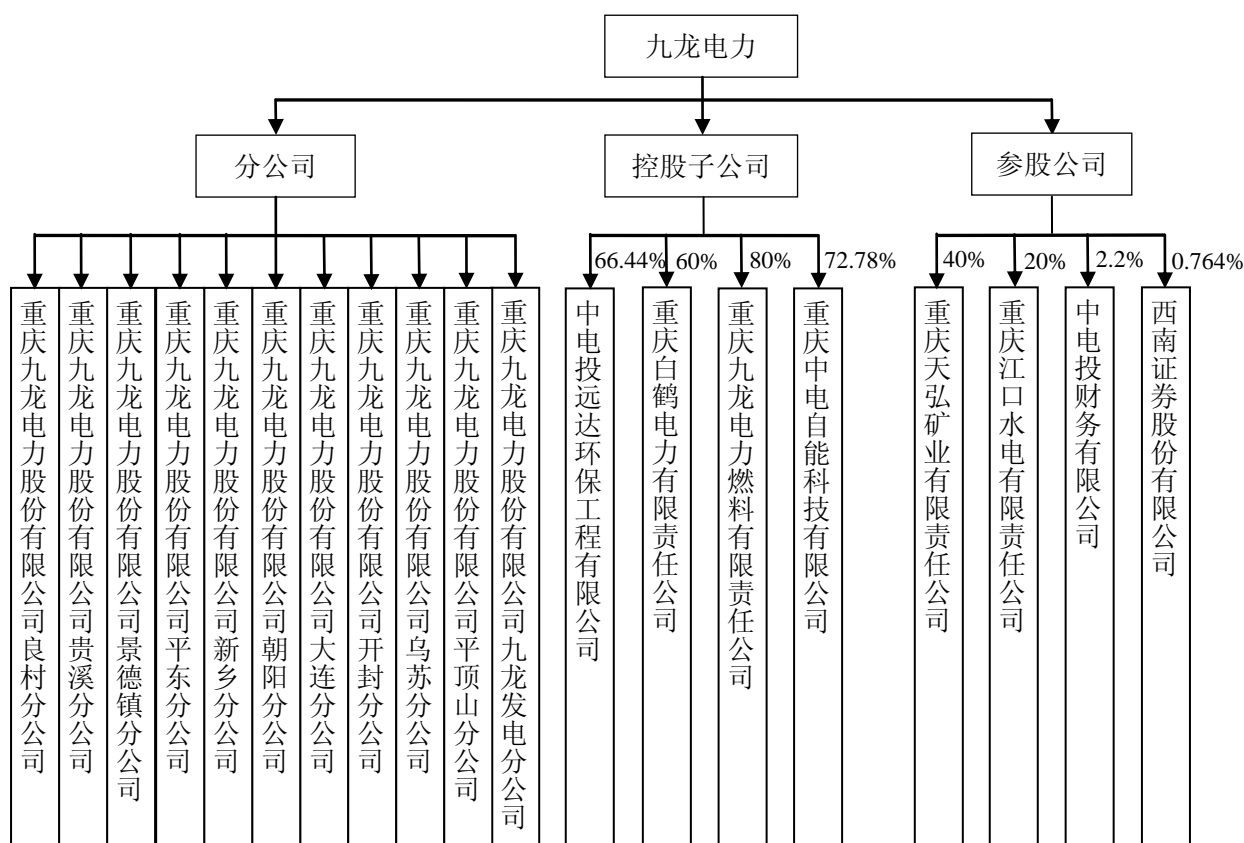 九龙电力
分公司
控股子公司
参股公司
66.44%
60%
80%
72.78%
40%
20%
2.2%
0.764%
重庆九龙电力股份有限公司良村分公司
重庆九龙电力股份有限公司贵溪分公司
重庆九龙电力股份有限公司景德镇分公司
重庆九龙电力股份有限公司平东分公司
重庆九龙电力股份有限公司新乡分公司
重庆九龙电力股份有限公司朝阳分公司
重庆九龙电力股份有限公司大连分公司
重庆九龙电力股份有限公司开封分公司
重庆九龙电力股份有限公司乌苏分公司
重庆九龙电力股份有限公司平顶山分公司
重庆九龙电力股份有限公司九龙发电分公司
中电投远达环保工程有限公司
重庆白鹤电力有限责任公司
重庆九龙电力燃料有限责任公司
重庆中电自能科技有限公司
重庆天弘矿业有限责任公司
重庆江口水电有限责任公司
中电投财务有限公司
西南证券股份有限公司